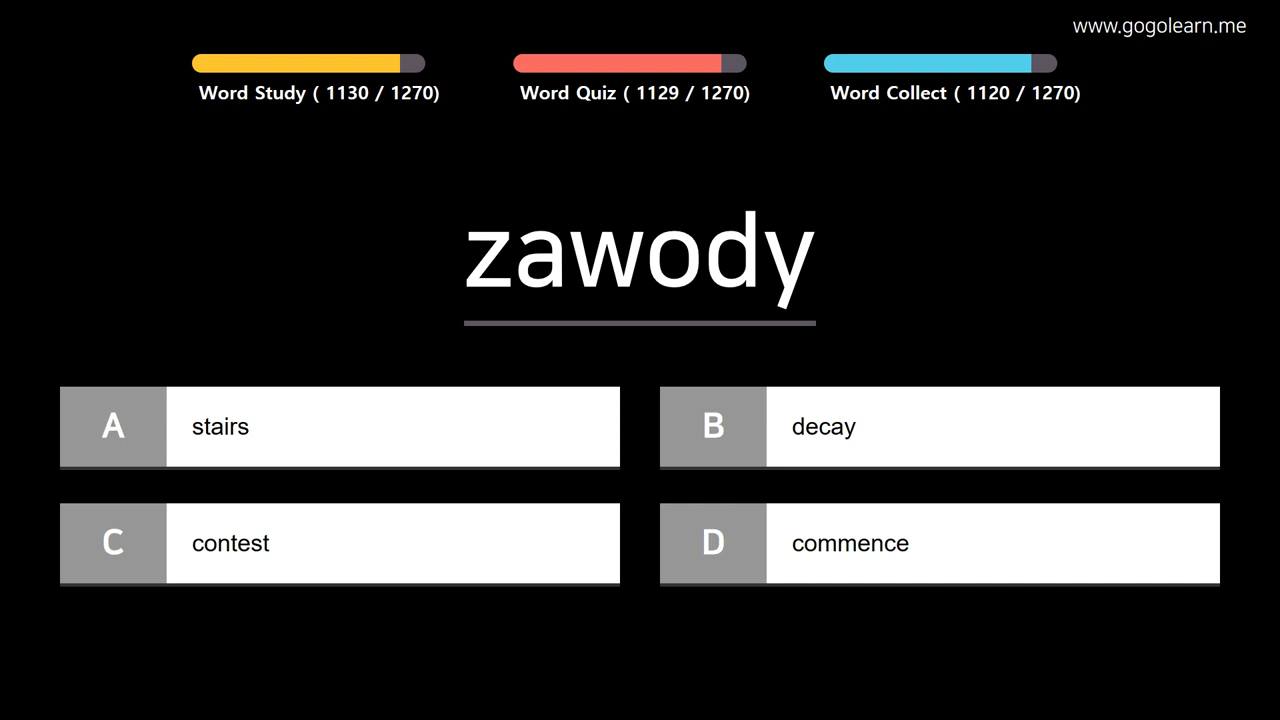 www.gogolearn.me
Word Study ( 1130 / 1270)
Word Quiz ( 1129 / 1270)
Word Collect ( 1120 / 1270)
zawody
A stairs
B decay
C contest
D commence